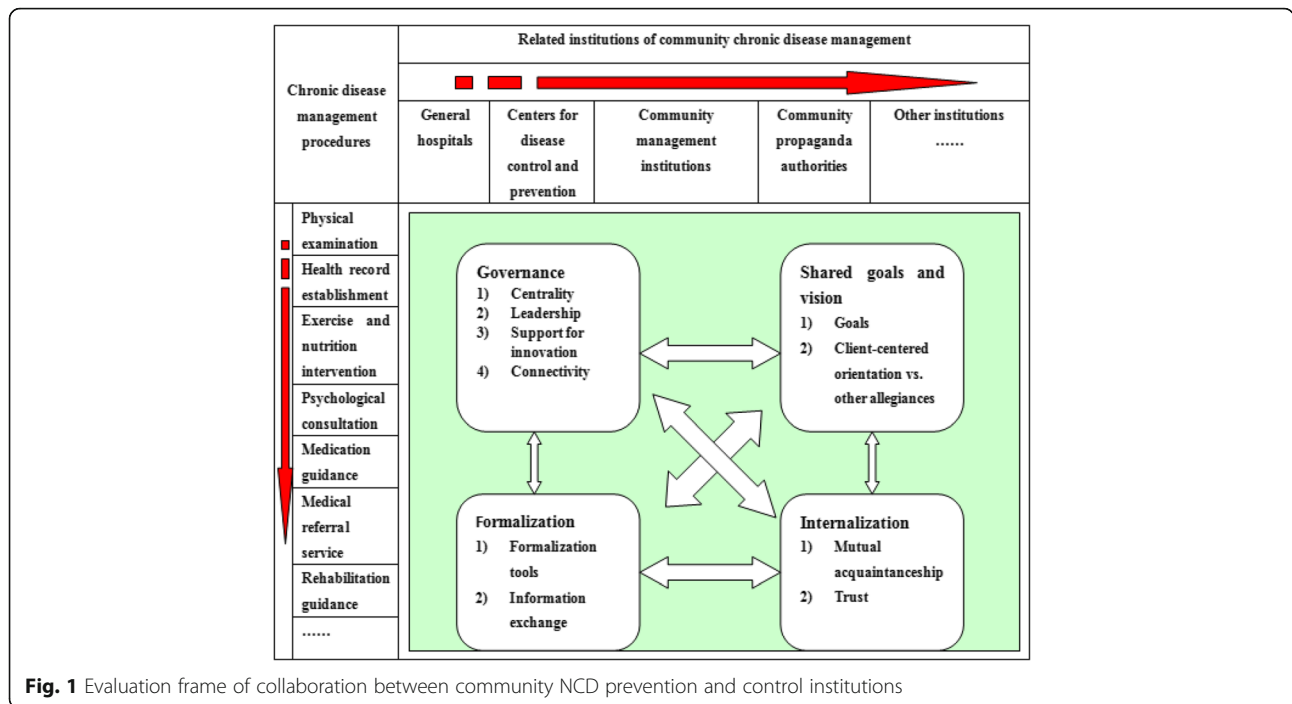 Related institutions of community chronic disease management
Chronic disease
management
procedures
General
hospitals
Centers for
disease
control and
prevention
Community
management
institutions
Community
propaganda
authorities
Other institutions
......
Physical
examination
Health record
establishment
Exercise and
nutrition
intervention
Psychological
consultation
Medication
guidance
Medical
referral
service
Rehabilitation
guidance
......
Governance
1) Centrality
2) Leadership
3) Support for
innovation
4) Connectivity
Shared goals and
vision
1) Goals
2) Client-centered
orientation vs.
other allegiances
Formalization
1) Formalization
tools
2) Information
exchange
Internalization
1) Mutual
acquaintanceship
2) Trust
Fig. 1 Evaluation frame of collaboration between community NCD prevention and control institutions